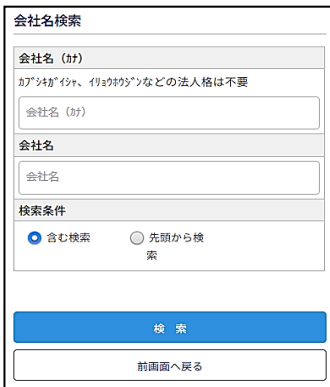 会社名検索
会社名（ｶﾅ）
ｶﾌﾞｼｷｶﾞｲｼｬ、ｲﾘｮｳﾎｳｼﾞﾝなどの法人格は不要
会社名（ｶﾅ）
会社名
会社名
検索条件
含む検索
先頭から検
索
検 索
前画面へ戻る